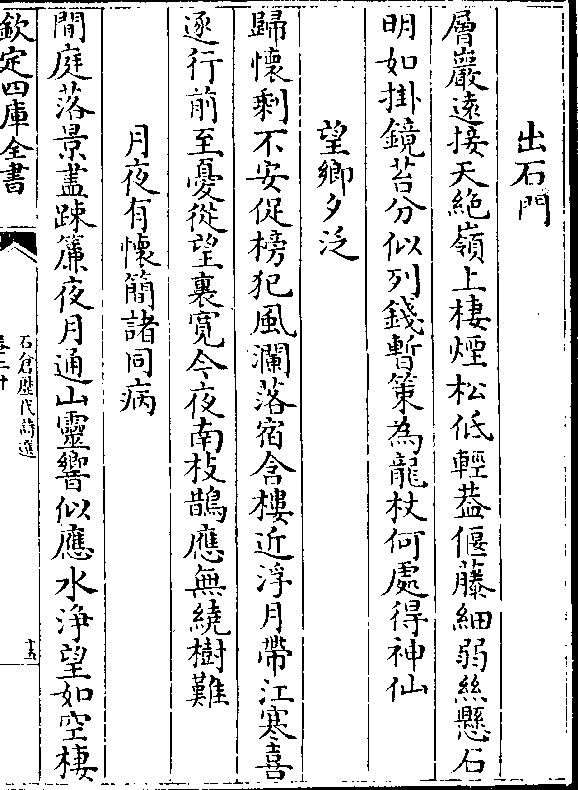 出石門
層巖遠接天絶嶺上棲煙松低輕葢偃藤細弱絲懸石
明如掛鏡苔分似列錢暫策為龍杖何處得神仙
望鄉夕泛
歸懷剩不安促榜犯風瀾落宿含樓近浮月帶江寒喜
逐行前至憂從望裏寛今夜南枝鵲應無繞樹難
月夜有懷簡諸同病
閒庭落景盡踈簾夜月通山靈響似應水浄望如空棲
欽定四庫全書
石倉歷代詩選
卷二十